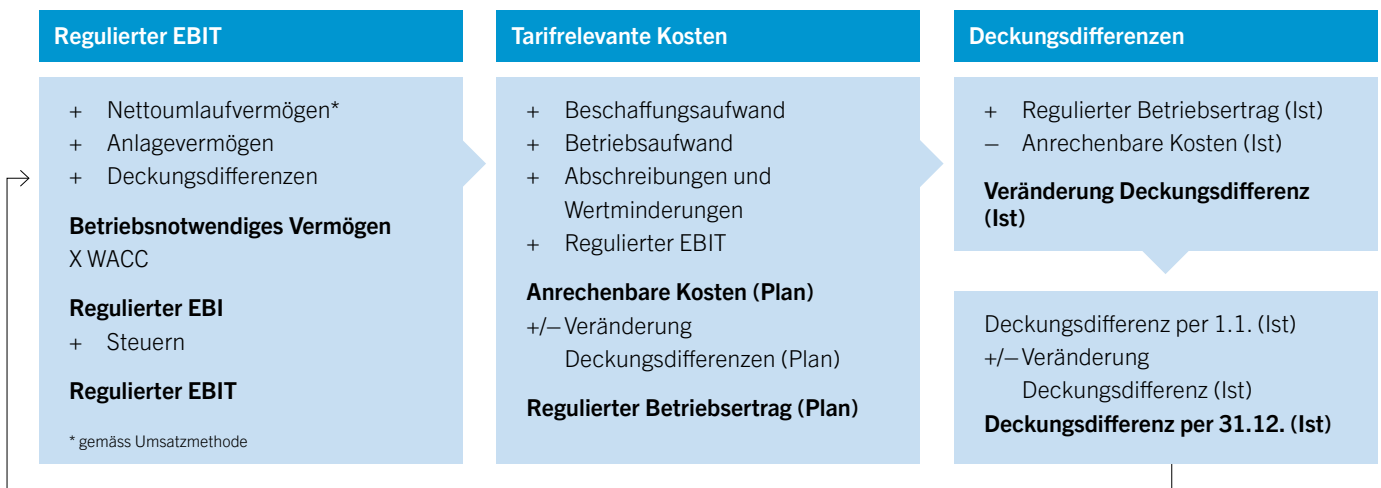 Regulierter EBIT
+ Nettoumlaufvermögen*
+ Anlagevermögen
+ Deckungsdifferenzen
Betriebsnotwendiges Vermögen
X WACC
Regulierter EBI
+ Steuern
Regulierter EBIT
* gemäss Umsatzmethode
Tarifrelevante Kosten
+ Beschaffungsaufwand
+ Betriebsaufwand
+ Abschreibungen und
Wertminderungen
+ Regulierter EBIT
Anrechenbare Kosten (Plan)
+/– Veränderung
Deckungsdifferenzen (Plan)
Regulierter Betriebsertrag (Plan)
Deckungsdifferenzen
+ Regulierter Betriebsertrag (Ist)
– Anrechenbare Kosten (Ist)
Veränderung Deckungsdifferenz
(Ist)
Deckungsdifferenz per 1.1. (Ist)
+/– Veränderung
Deckungsdifferenz (Ist)
Deckungsdifferenz per 31.12. (Ist)